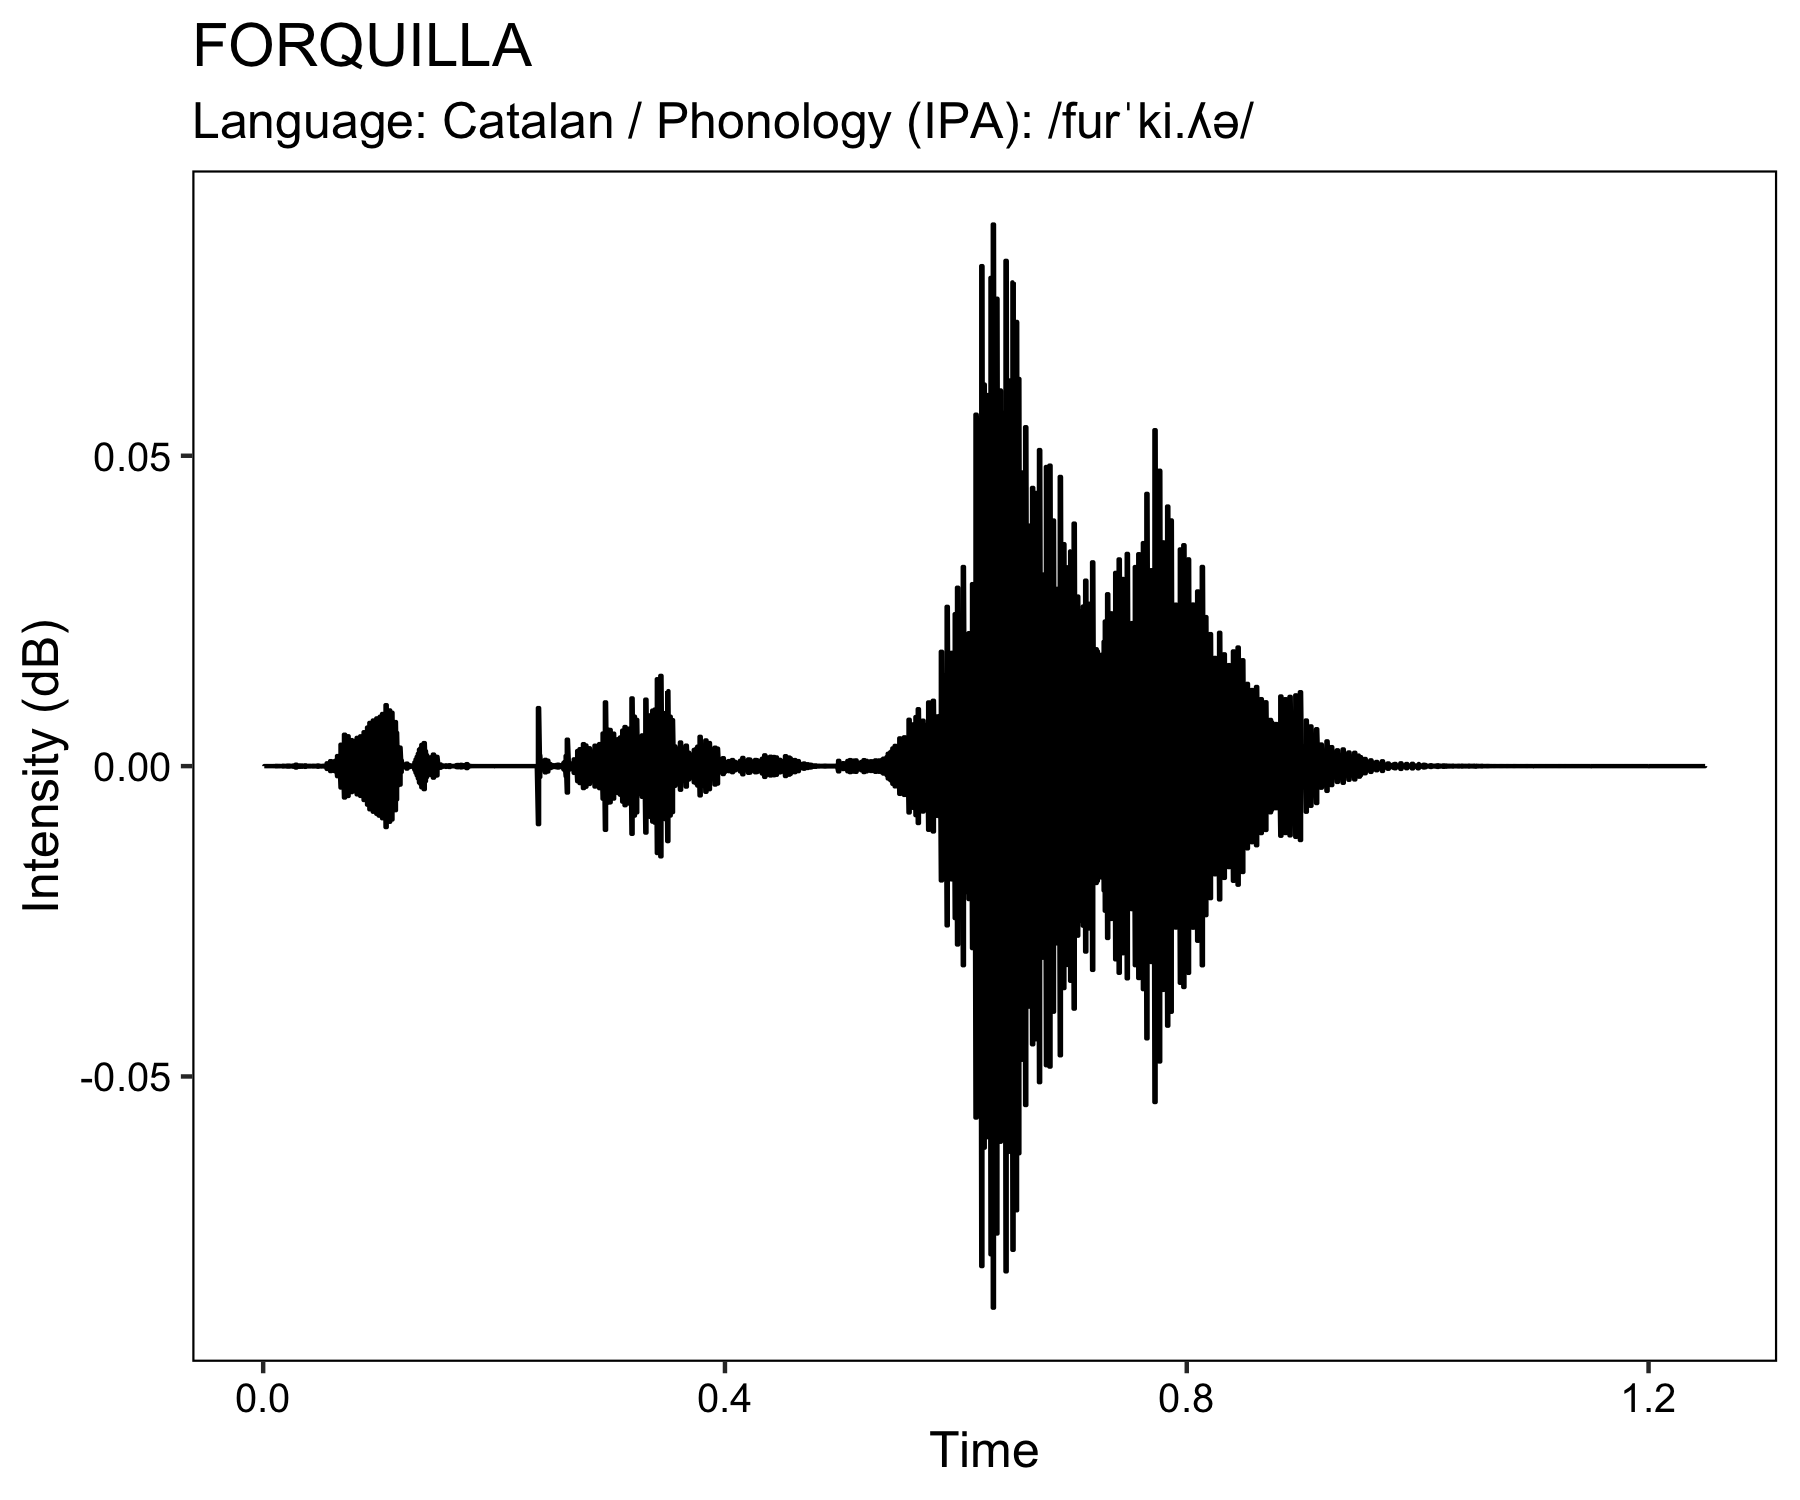 FORQUILLA
Language: Catalan / Phonology (IPA): /furˈki.ʎə/
Intensity (dB)
0.05
0.00
-0.05
0.0 0.4 0.8 1.2
Time